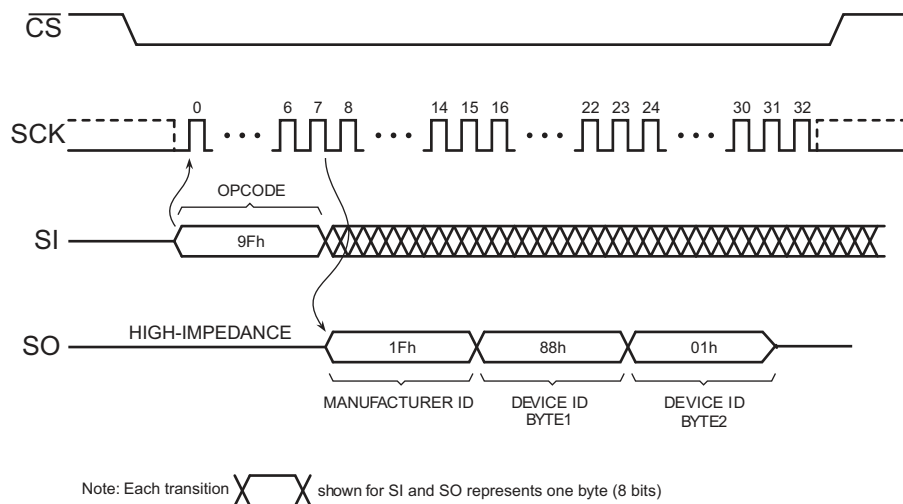 CS
0 6 7 8 14 15 16 22 23 24 30 31 32
SCK
OPCODE
SI 9Fh
HIGH-IMPEDANCE
SO 1Fh 88h 01h
MANUFACTURER ID DEVICE ID DEVICE ID
BYTE1 BYTE2
Note: Each transition shown for SI and SO represents one byte (8 bits)